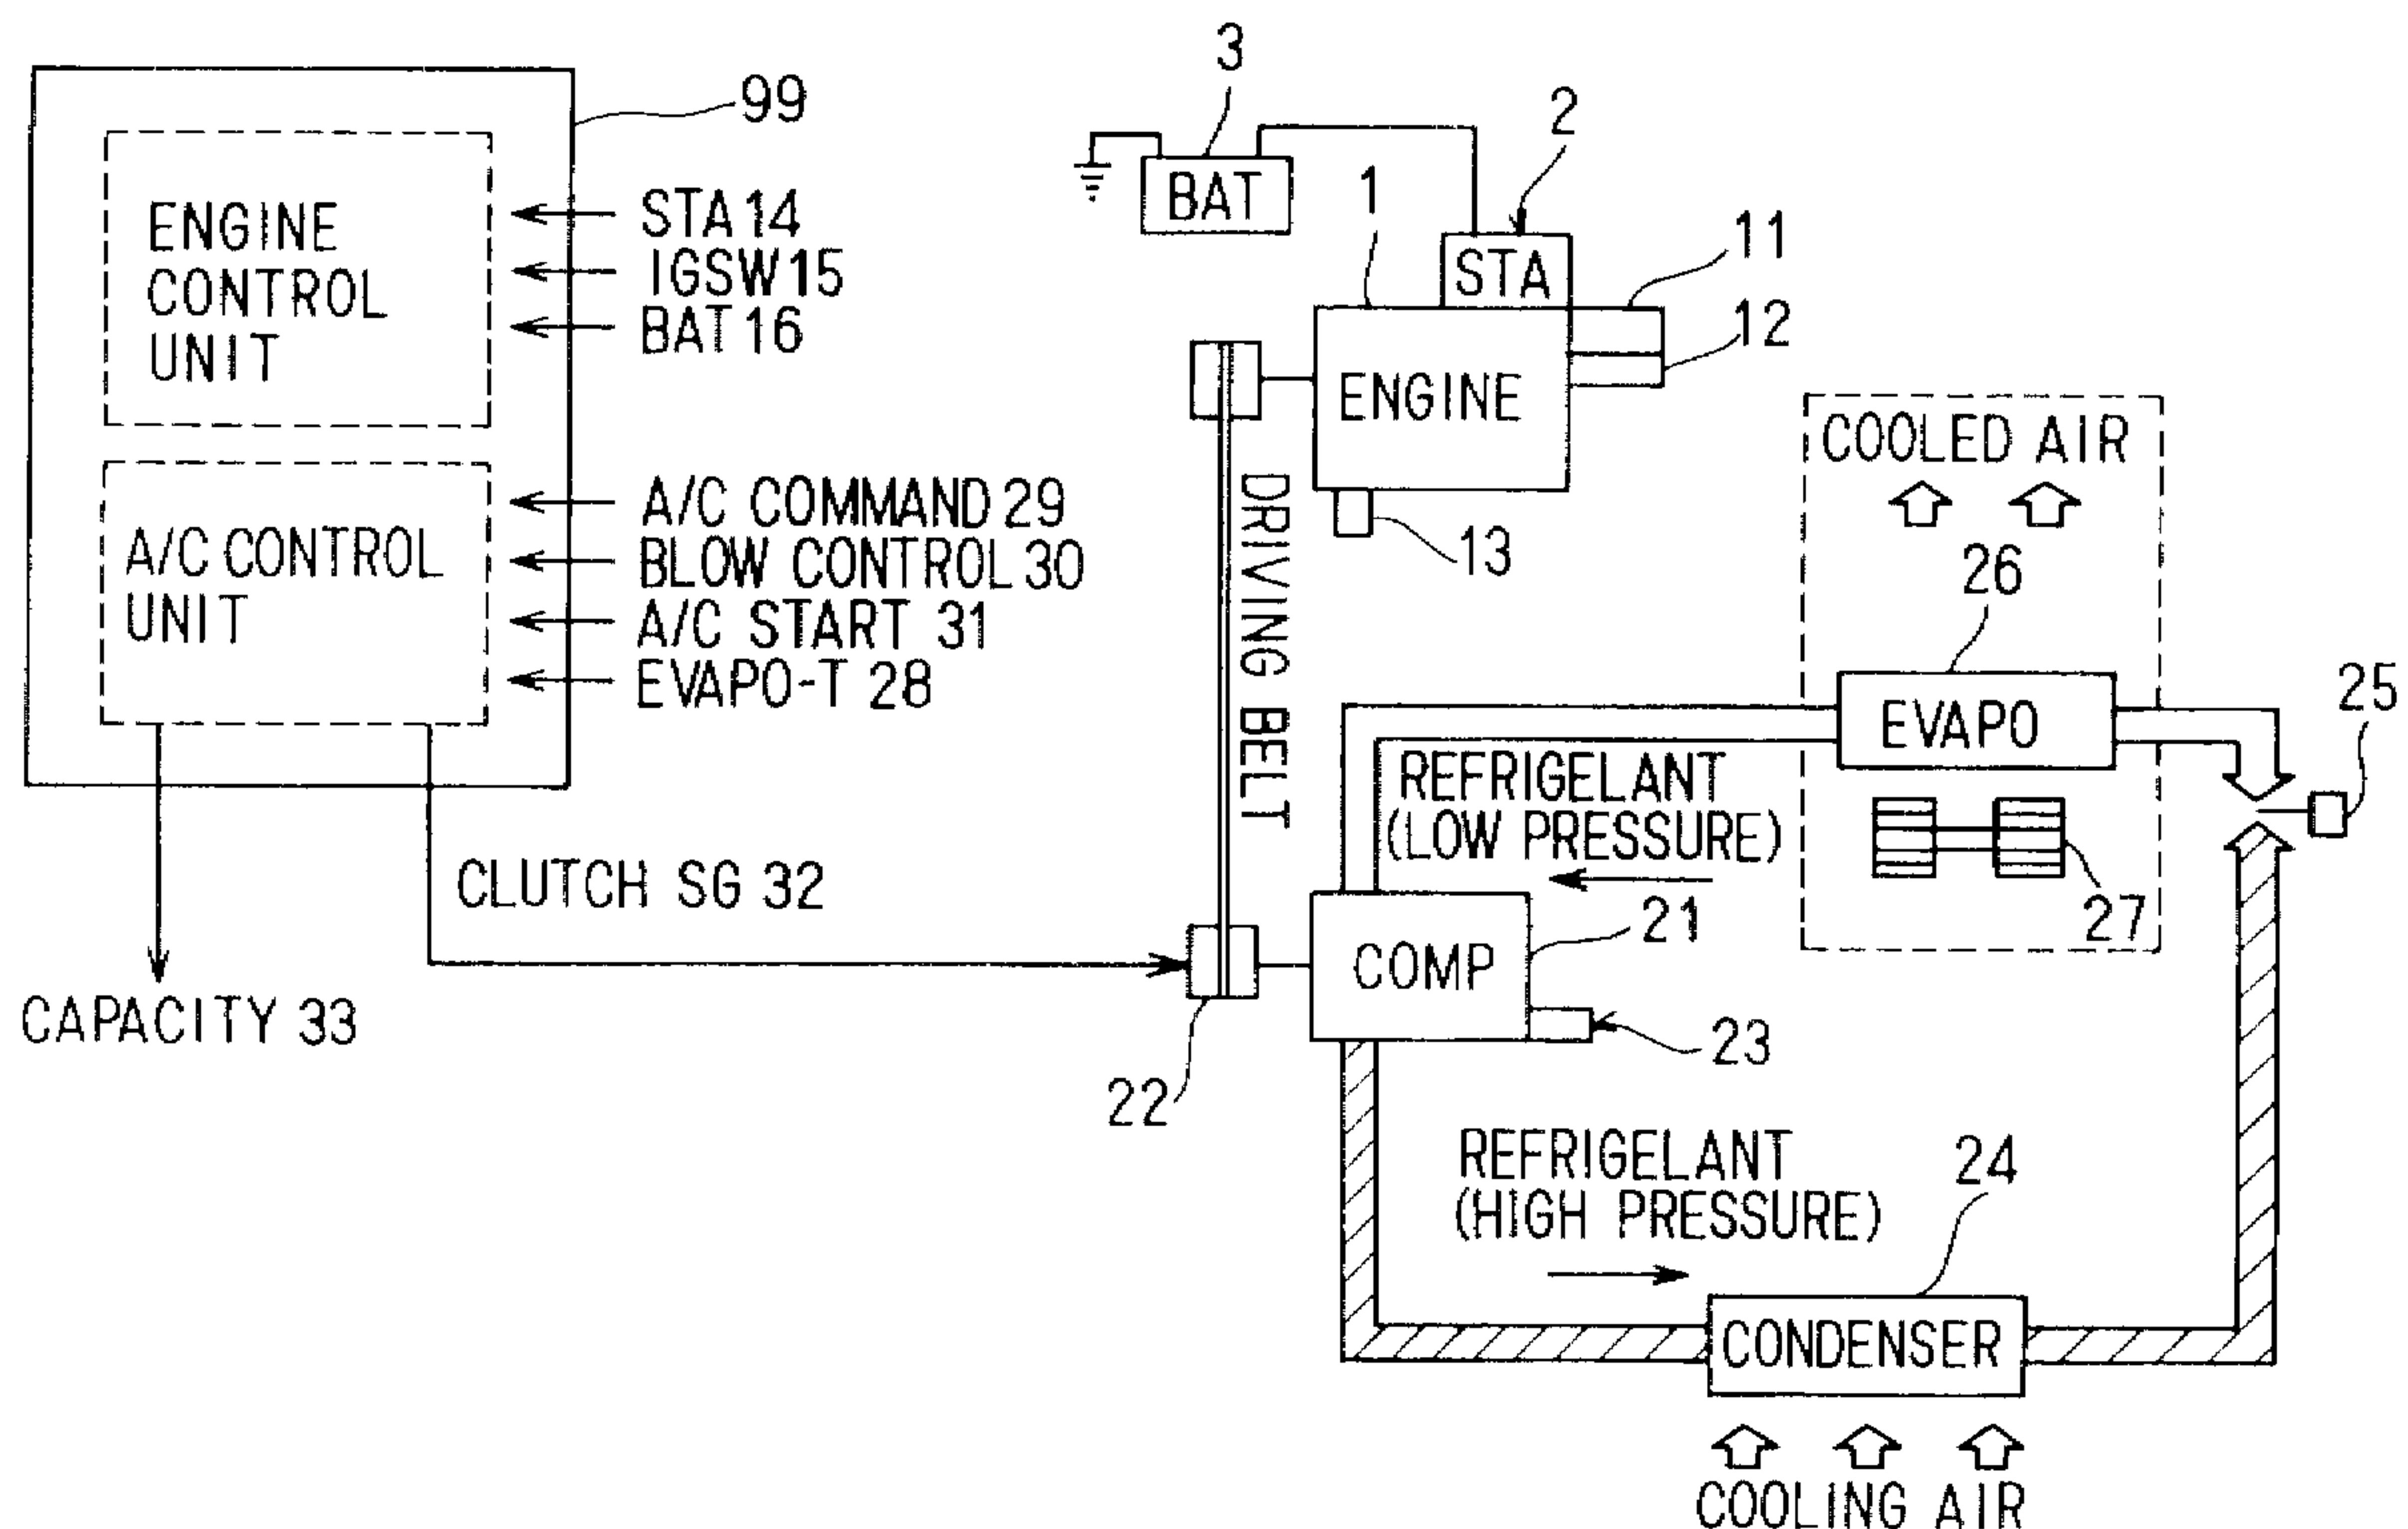 99
ENGINE
CONTROL
UNIT
STA 14
IGSW 15
BAT 16
A/C CONTROL
UNIT
A/C COMMAND 29
BLOW CONTROL 30
A/C START 31
EVAPO-T 28
CAPACITY 33
CLUTCH SG 32
3
BAT
2
STA
1
ENGINE
11
12
13
DRIVING BELT
COOLED AIR
26
EVAPO
25
27
REFRIGELANT
(LOW PRESSURE)
21
COMP
22
23
REFRIGELANT
(HIGH PRESSURE)
24
CONDENSER
COOLING AIR